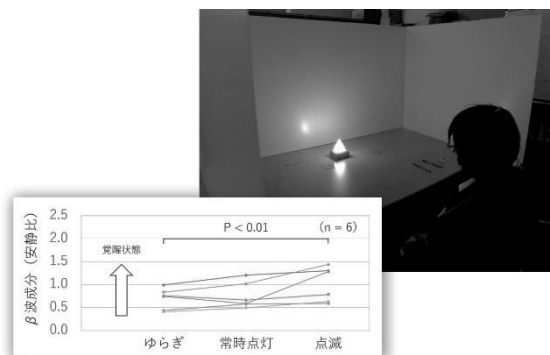 β波成分（安静比）
2.5
2.0
1.5
1.0
0.5
0.0
覚醒状態
P < 0.01
(n = 6)
ゆらぎ
常時点灯
点滅